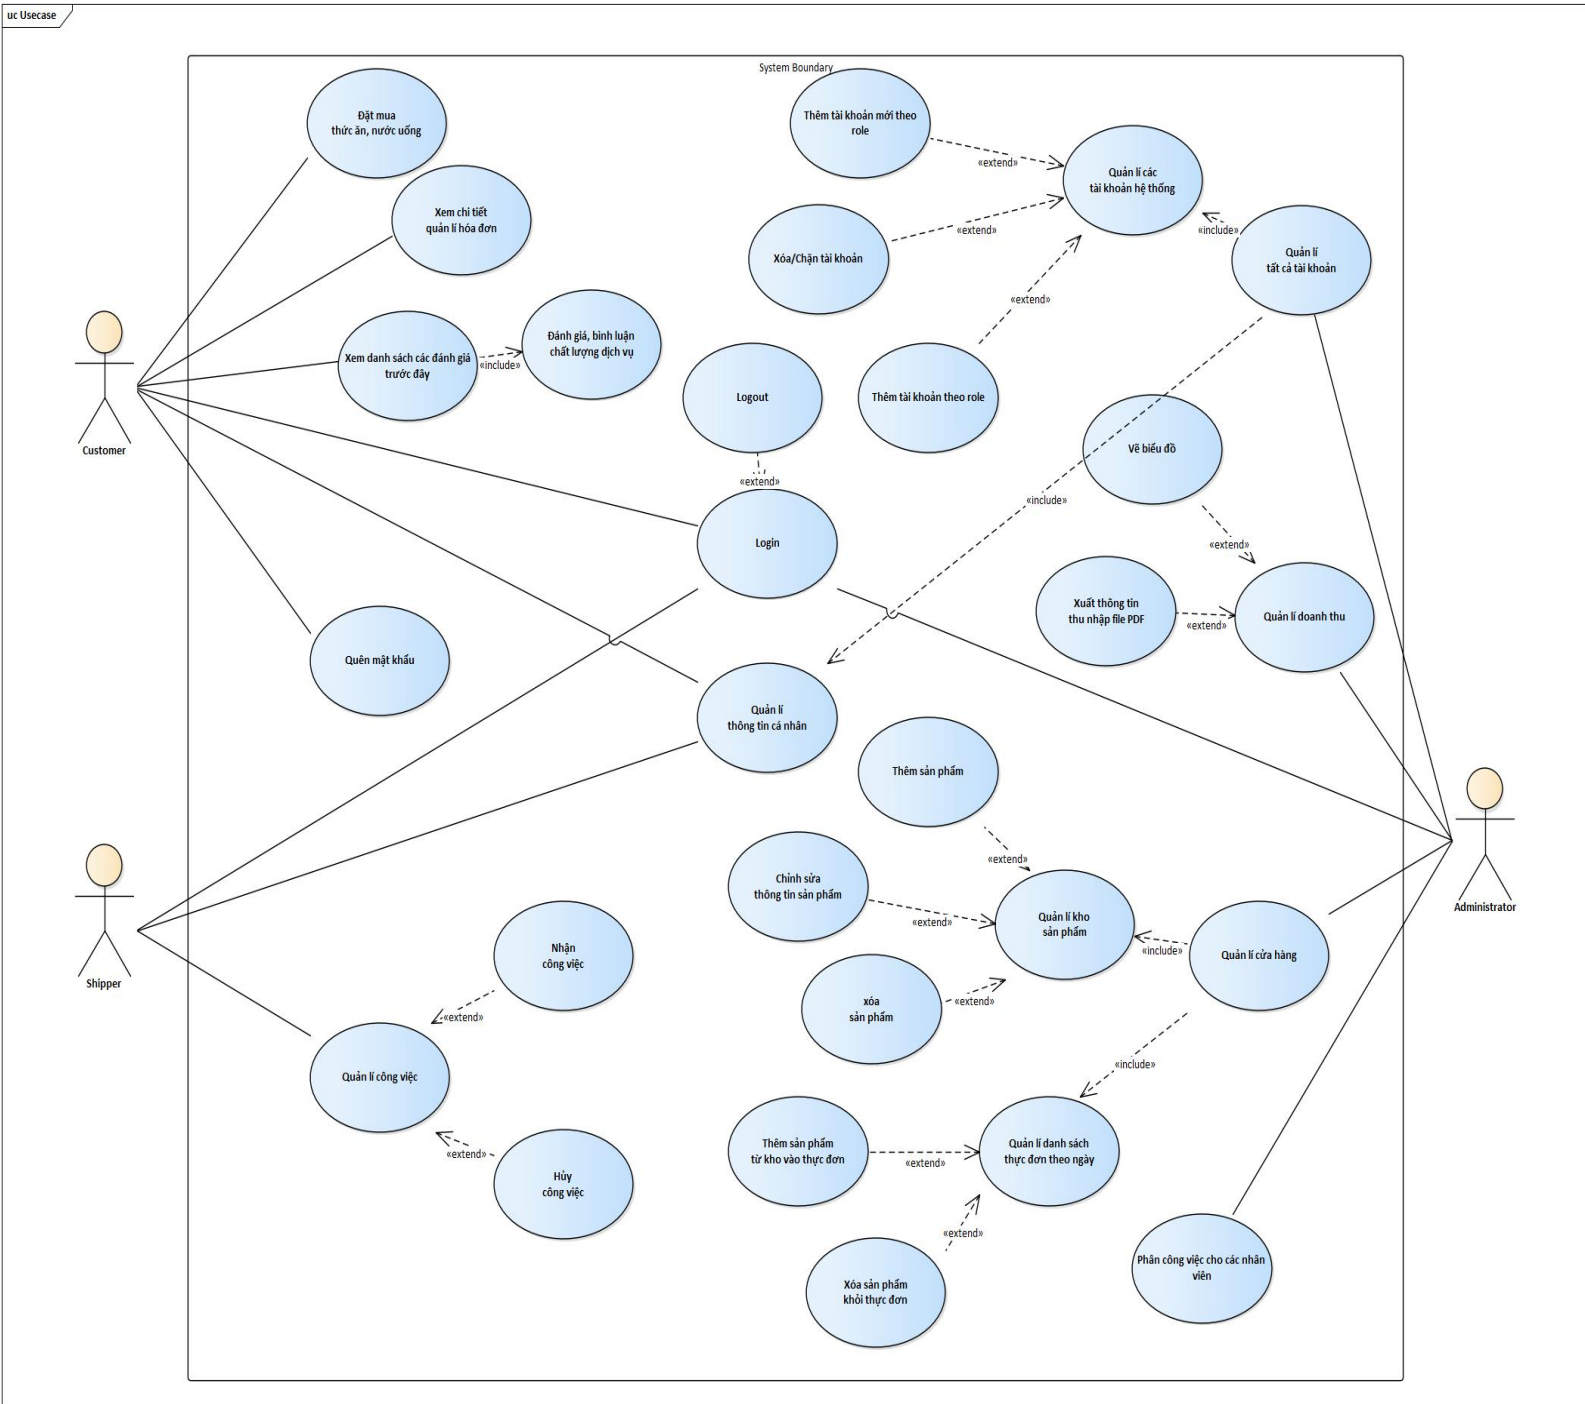 uc Usecase
System Boundary
Đặt mua
thức ăn, nước uống
Thêm tài khoản mới theo
role
«extend»
Quản lí các
tài khoản hệ thống
Xem chi tiết
quản lí hóa đơn
Xóa/Chặn tài khoản
«extend»
«include»
Quản lí
tất cả tài khoản
«extend»
Customer
Xem danh sách các đánh giá
trước đây
«include»
Đánh giá, bình luận
chất lượng dịch vụ
Logout
Thêm tài khoản theo role
«extend»
Vẽ biểu đồ
«include»
«extend»
Login
Xuất thông tin
thu nhập file PDF
«extend»
Quản lí doanh thu
Quên mật khẩu
Quản lí
thông tin cá nhân
Thêm sản phẩm
«extend»
Chỉnh sửa
thông tin sản phẩm
«extend»
Quản lí kho
sản phẩm
«include»
Quản lí cửa hàng
Administrator
Shipper
Nhận
công việc
«extend»
xóa
sản phẩm
«extend»
Quản lí công việc
«include»
«extend»
Hủy
công việc
Thêm sản phẩm
từ kho vào thực đơn
«extend»
Quản lí danh sách
thực đơn theo ngày
«extend»
Xóa sản phẩm
khỏi thực đơn
Phân công việc cho các nhân
viên